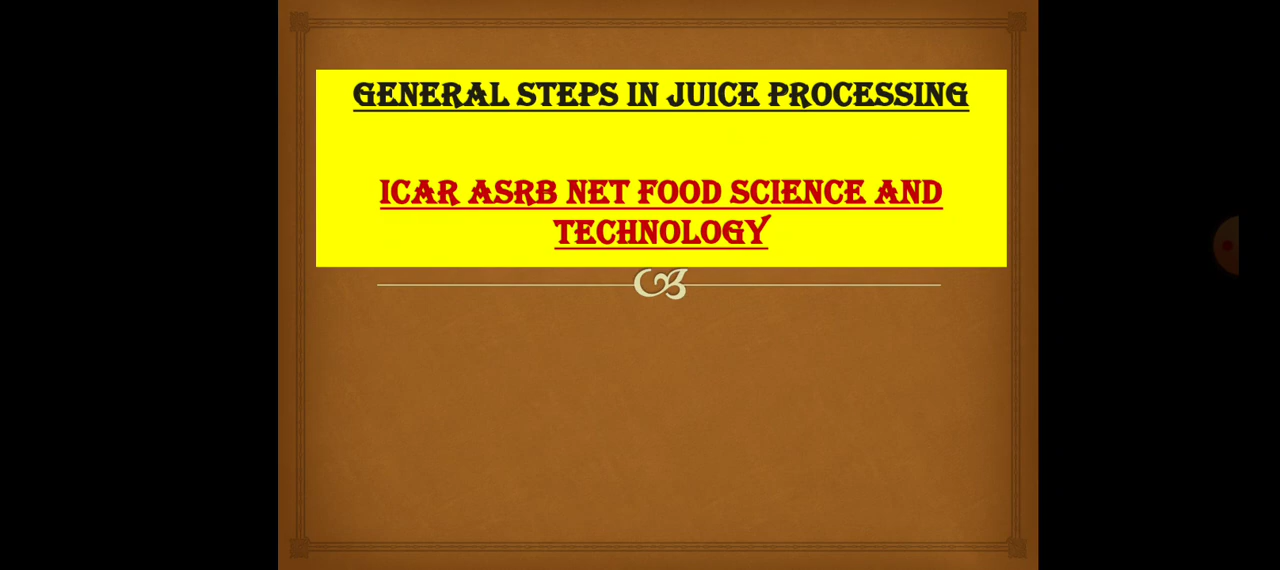 GENERAL STEPS IN JUICE PROCESSING
ICAR ASRB NET FOOD SCIENCE AND
TECHNOLOGY